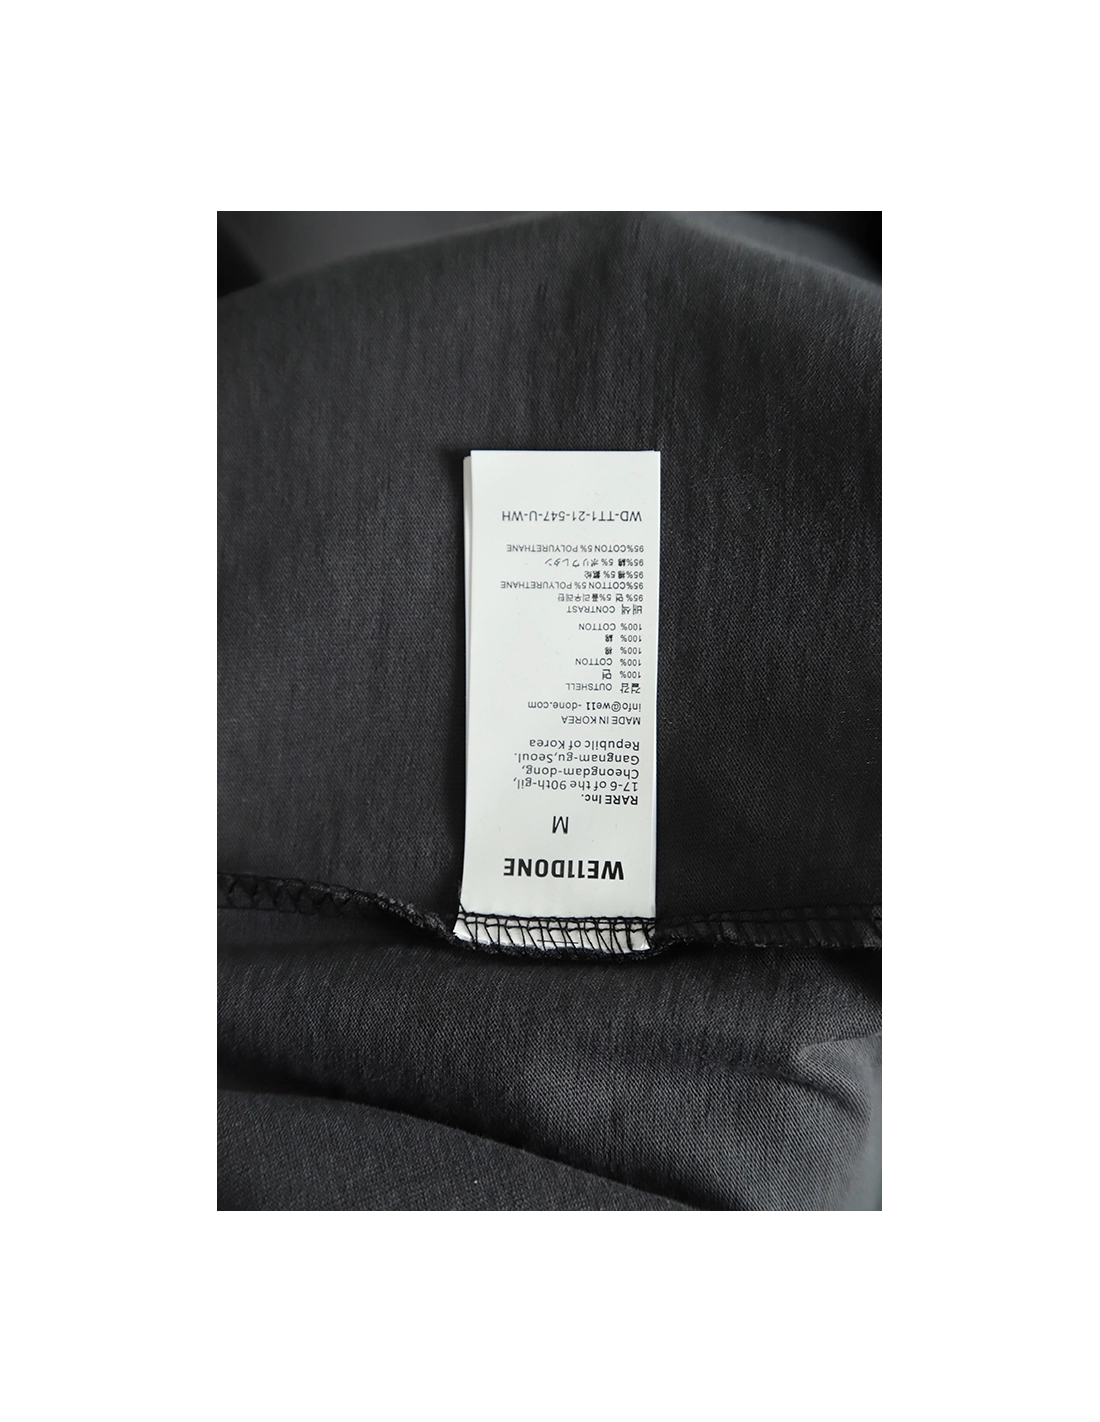 WE11DONE
M
RARE Inc.
17-6 of the 90th-gil,
Cheongdam-dong,
Gangnam-gu,Seoul.
Republic of Korea
MADE IN KOREA
info@we11-done.com
겉감 OUTSHELL
100% 면
100% COTTON
100% 棉
100% 綿
100% COTTON
배색 CONTRAST
95% 면 5% 폴리우레탄
95%COTTON 5% POLYURETHANE
95%棉 5% 氨纶
95% 綿 5% ポリウレタン
95%COTTON 5% POLYURETHANE
WD-TT1-21-547-U-WH